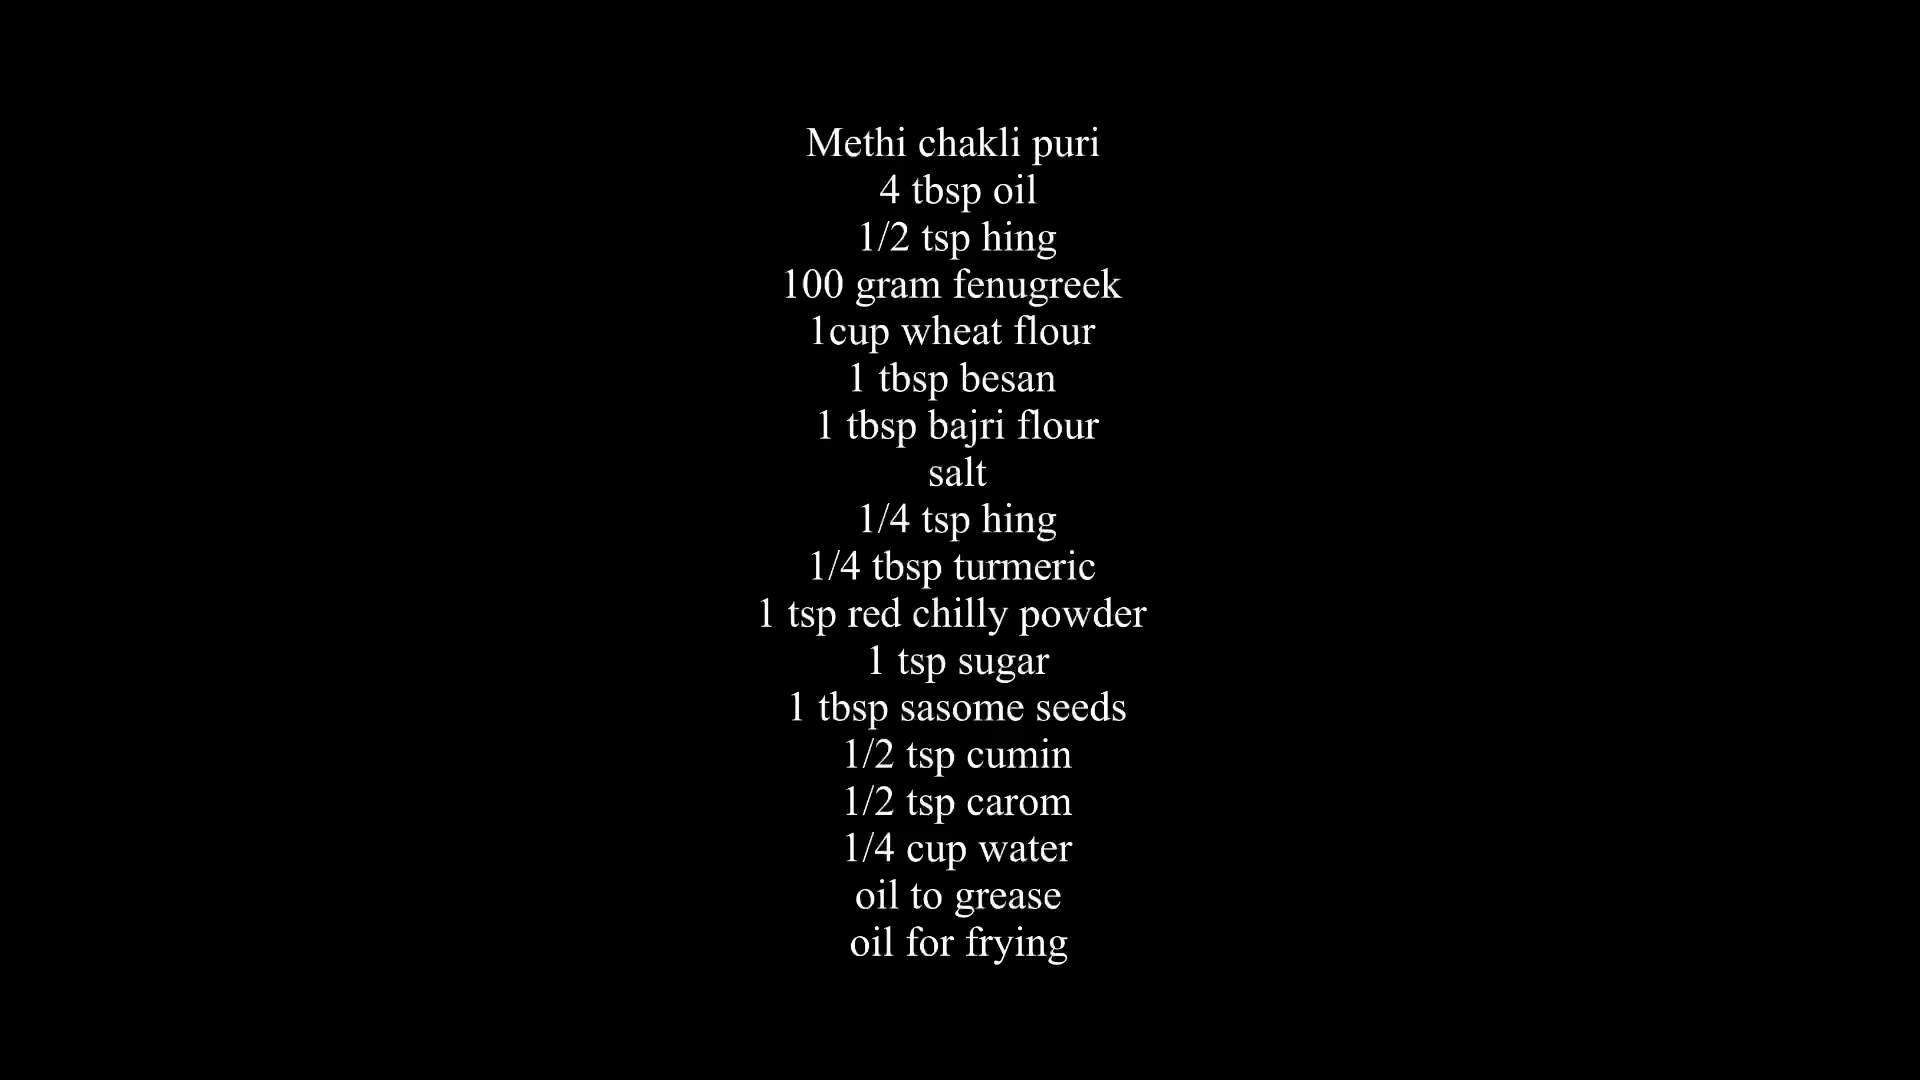 Methi chakli puri
4 tbsp oil
1/2 tsp hing
100 gram fenugreek
1cup wheat flour
1 tbsp besan
1 tbsp bajri flour
salt
1/4 tsp hing
1/4 tbsp turmeric
1 tsp red chilly powder
1 tsp sugar
1 tbsp sasome seeds
1/2 tsp cumin
1/2 tsp carom
1/4 cup water
oil to grease
oil for frying